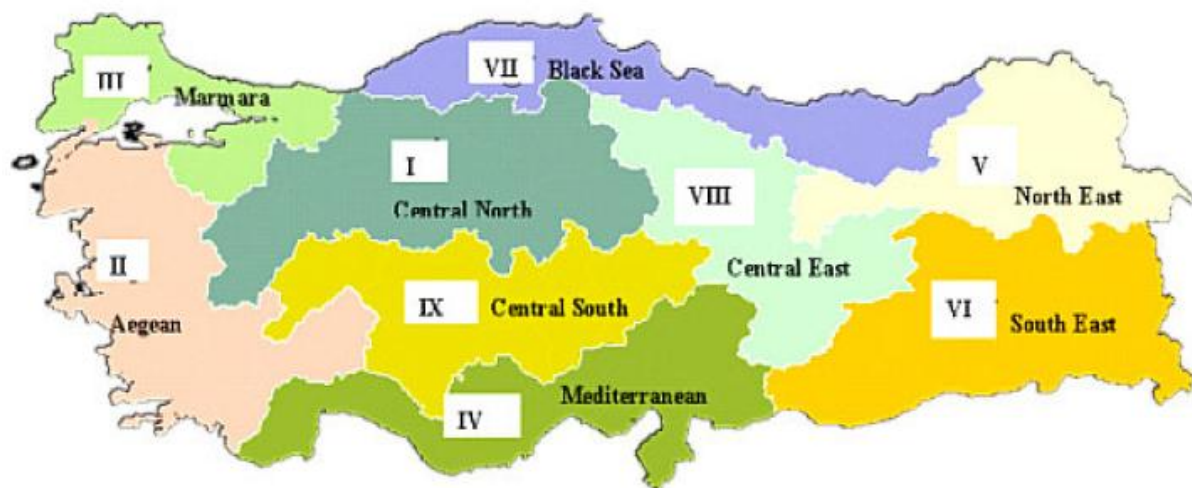 III
Marmara
VII
Black Sea
I
Central North
VIII
V
North East
II
Aegean
IX
Central South
Central East
VI
South East
IV
Mediterranean